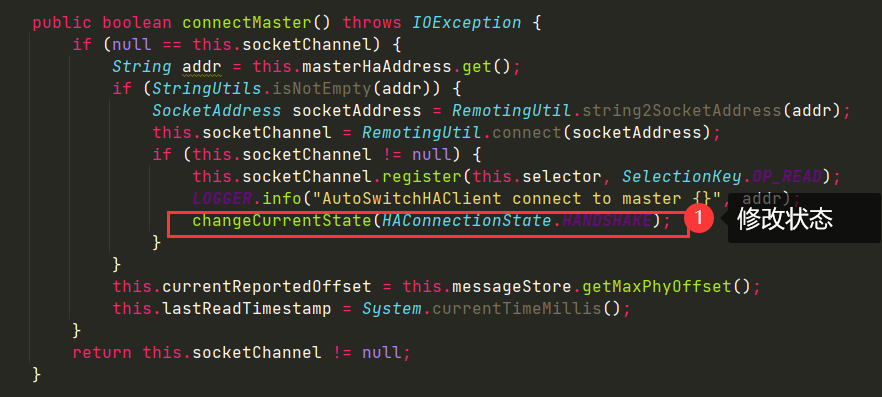 public boolean connectMaster() throws IOException {
    if (null == this.socketChannel) {
        String addr = this.masterHaAddress.get();
        if (StringUtils.isNotEmpty(addr)) {
            SocketAddress socketAddress = RemotingUtil.string2SocketAddress(addr);
            this.socketChannel = RemotingUtil.connect(socketAddress);
            if (this.socketChannel != null) {
                this.socketChannel.register(this.selector, SelectionKey.OP_READ);
                LOGGER.info("AutoSwitchHAClient connect to master {}", addr);
                changeCurrentState(HAConnectionState.HANDSHAKE); 1 修改状态
            }
        }
        this.currentReportedOffset = this.messageStore.getMaxPhyOffset();
        this.lastReadTimestamp = System.currentTimeMillis();
    }
    return this.socketChannel != null;
}